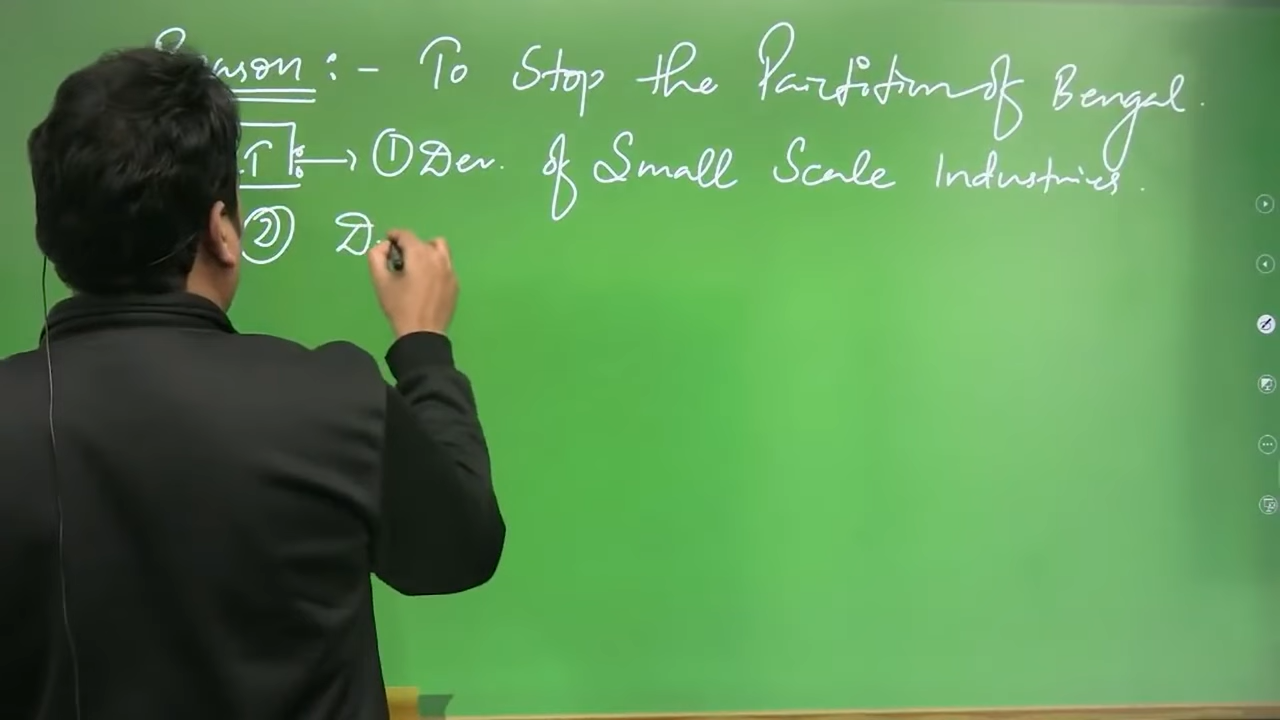 Reason :- To Stop the Partition of Bengal.
① Dev. of Small Scale Industries.
② D